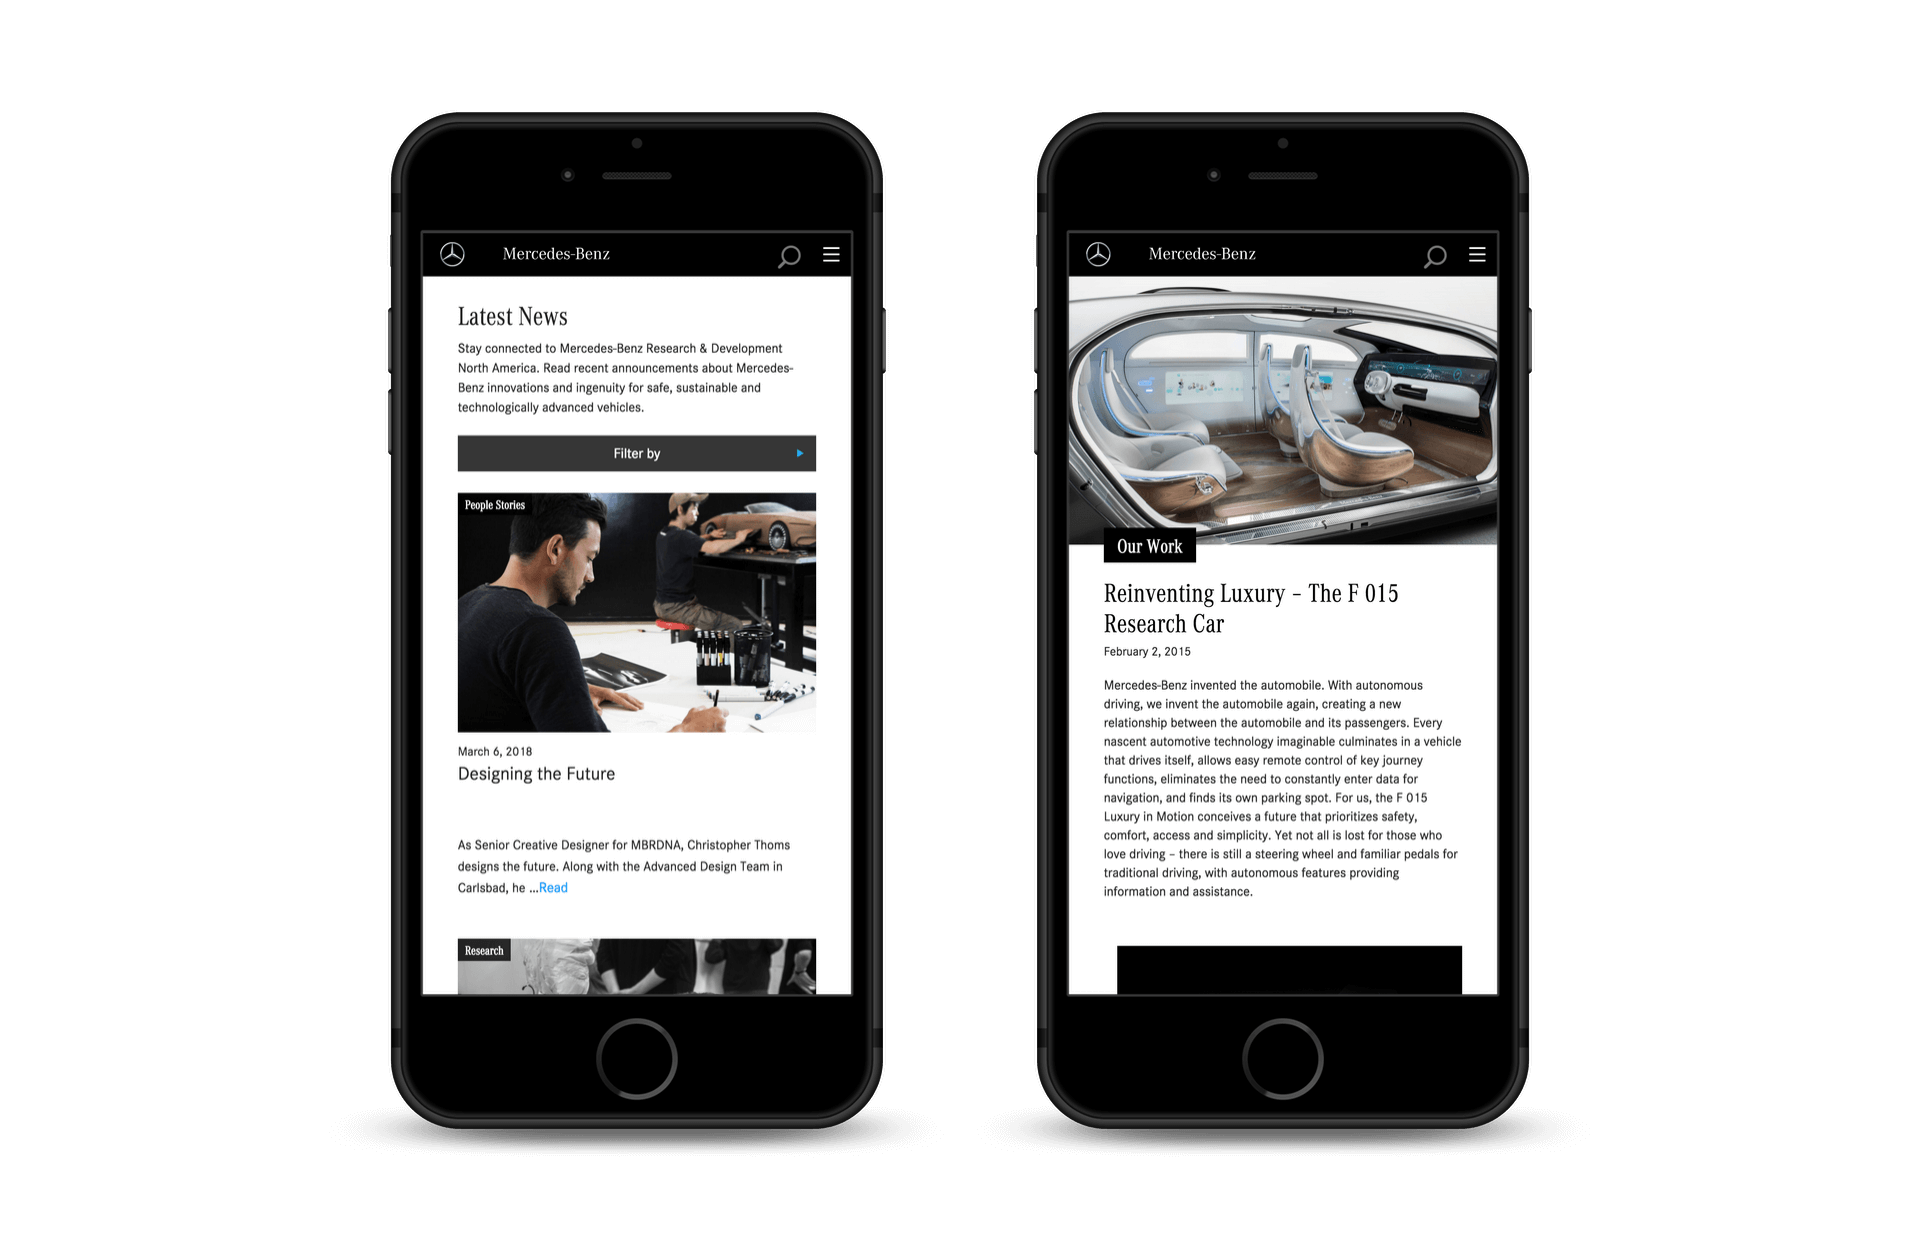 Mercedes-Benz
Latest News
Stay connected to Mercedes-Benz Research & Development
North America. Read recent announcements about Mercedes-
Benz innovations and ingenuity for safe, sustainable and
technologically advanced vehicles.
Filter by
People Stories
March 6, 2018
Designing the Future
As Senior Creative Designer for MBRDNA, Christopher Thoms
designs the future. Along with the Advanced Design Team in
Carlsbad, he ...Read
Research
Mercedes-Benz
Our Work
Reinventing Luxury – The F 015
Research Car
February 2, 2015
Mercedes-Benz invented the automobile. With autonomous
driving, we invent the automobile again, creating a new
relationship between the automobile and its passengers. Every
nascent automotive technology imaginable culminates in a vehicle
that drives itself, allows easy remote control of key journey
functions, eliminates the need to constantly enter data for
navigation, and finds its own parking spot. For us, the F 015
Luxury in Motion conceives a future that prioritizes safety,
comfort, access and simplicity. Yet not all is lost for those who
love driving – there is still a steering wheel and familiar pedals for
traditional driving, with autonomous features providing
information and assistance.